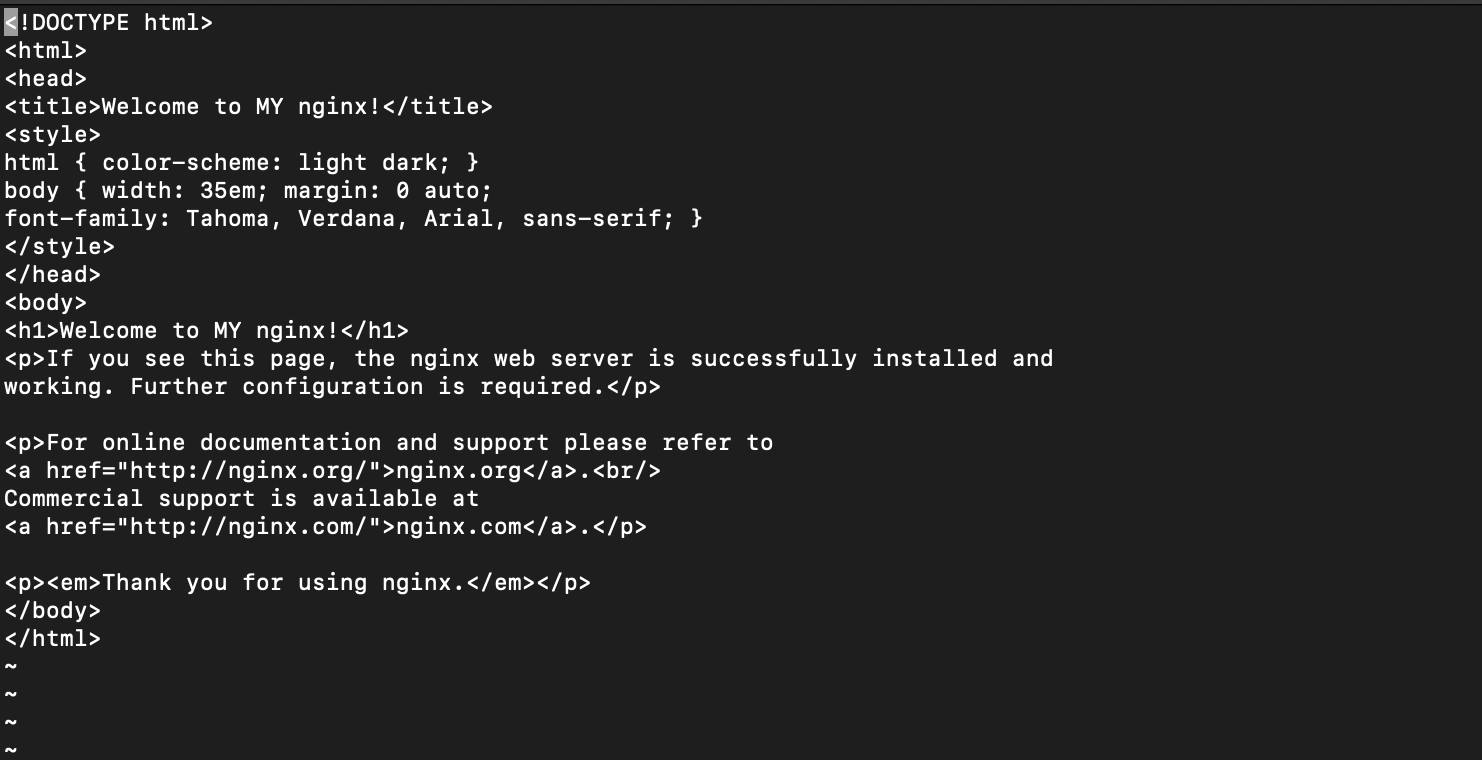 <!DOCTYPE html>
<html>
<head>
<title>Welcome to MY nginx!</title>
<style>
html { color-scheme: light dark; }
body { width: 35em; margin: 0 auto;
font-family: Tahoma, Verdana, Arial, sans-serif; }
</style>
</head>
<body>
<h1>Welcome to MY nginx!</h1>
<p>If you see this page, the nginx web server is successfully installed and
working. Further configuration is required.</p>

<p>For online documentation and support please refer to
<a href="http://nginx.org/">nginx.org</a>.<br/>
Commercial support is available at
<a href="http://nginx.com/">nginx.com</a>.</p>

<p><em>Thank you for using nginx.</em></p>
</body>
</html>
~
~
~
~